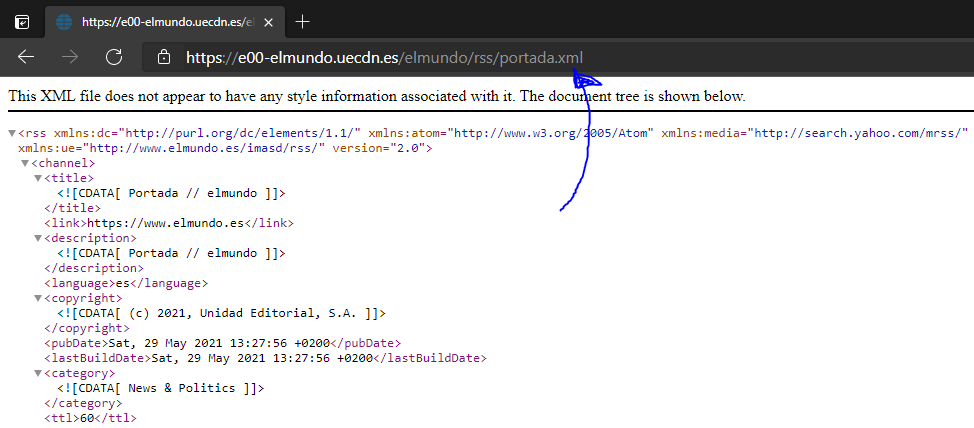 https://e00-elmundo.uecdn.es/el
https://e00-elmundo.uecdn.es/elmundo/rss/portada.xml
This XML file does not appear to have any style information associated with it. The document tree is shown below.
<rss xmlns:dc="http://purl.org/dc/elements/1.1/" xmlns:atom="http://www.w3.org/2005/Atom" xmlns:media="http://search.yahoo.com/mrss/"
xmlns:ue="http://www.elmundo.es/imasd/rss/" version="2.0">
<channel>
<title>
<![CDATA[ Portada // elmundo ]]>
</title>
<link>https://www.elmundo.es</link>
<description>
<![CDATA[ Portada // elmundo ]]>
</description>
<language>es</language>
<copyright>
<![CDATA[ (c) 2021, Unidad Editorial, S.A. ]]>
</copyright>
<pubDate>Sat, 29 May 2021 13:27:56 +0200</pubDate>
<lastBuildDate>Sat, 29 May 2021 13:27:56 +0200</lastBuildDate>
<category>
<![CDATA[ News & Politics ]]>
</category>
<ttl>60</ttl>